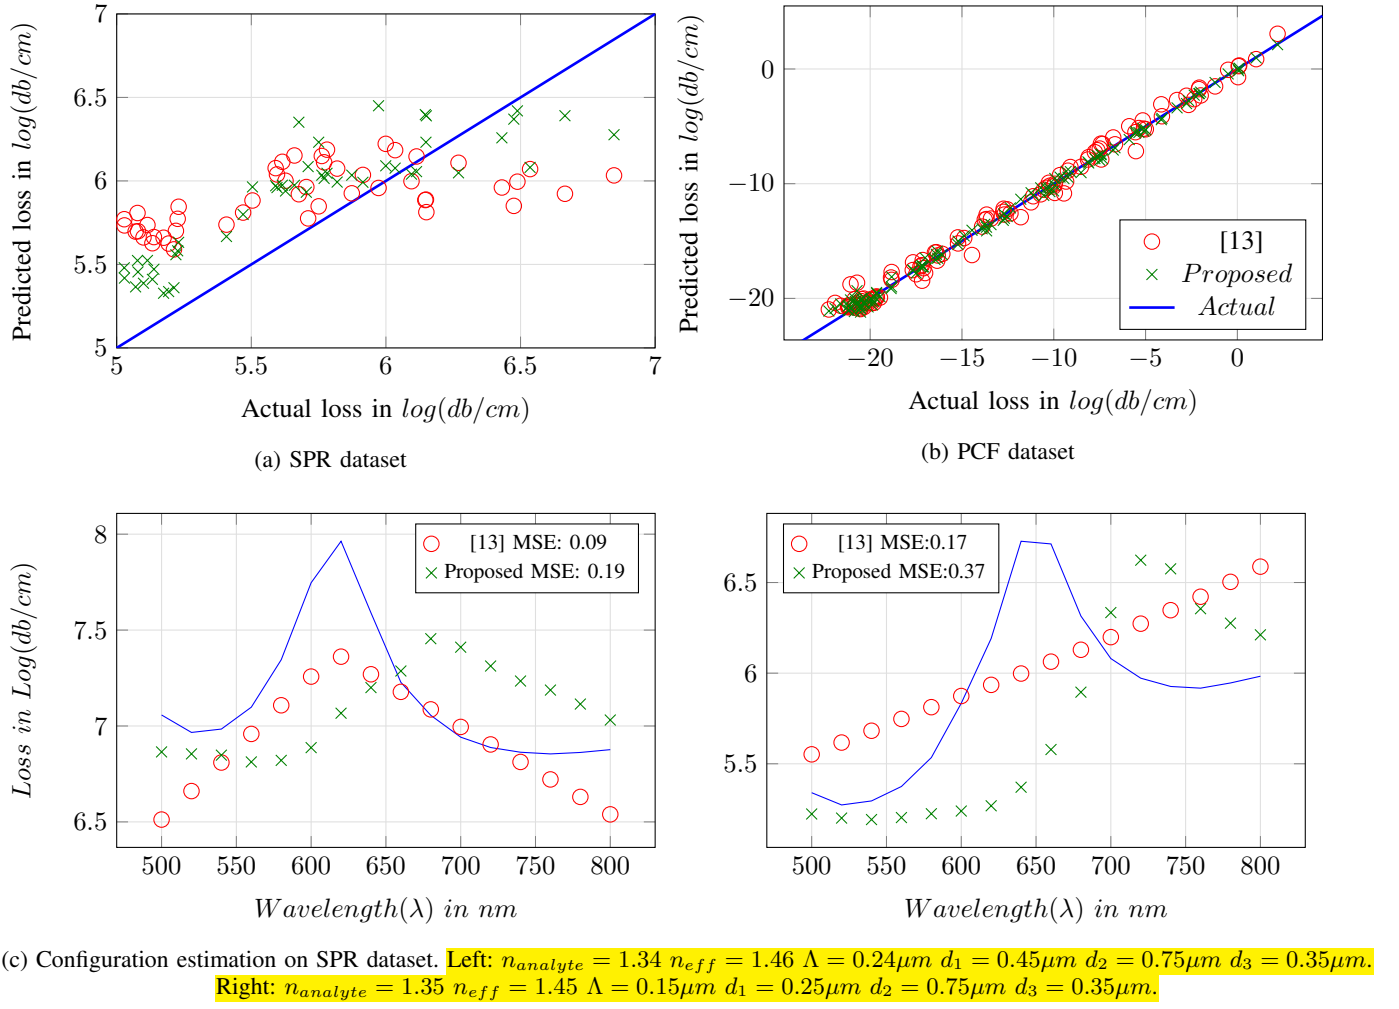 7
6.5
6
5.5
5
5
5.5
6
6.5
7
Predicted loss in log(db/cm)
Actual loss in log(db/cm)
(a) SPR dataset
0
−10
−20
−20
−15
−10
−5
0
Predicted loss in log(db/cm)
Actual loss in log(db/cm)
[13]
Proposed
Actual
(b) PCF dataset
8
7.5
7
6.5
500
550
600
650
700
750
800
Loss in Log(db/cm)
Wavelength(λ) in nm
[13] MSE: 0.09
Proposed MSE: 0.19
6.5
6
5.5
500
550
600
650
700
750
800
Wavelength(λ) in nm
[13] MSE:0.17
Proposed MSE:0.37
(c) Configuration estimation on SPR dataset. Left: n_analyte = 1.34 n_eff = 1.46 Λ = 0.24μm d₁ = 0.45μm d₂ = 0.75μm d₃ = 0.35μm.
Right: n_analyte = 1.35 n_eff = 1.45 Λ = 0.15μm d₁ = 0.25μm d₂ = 0.75μm d₃ = 0.35μm.